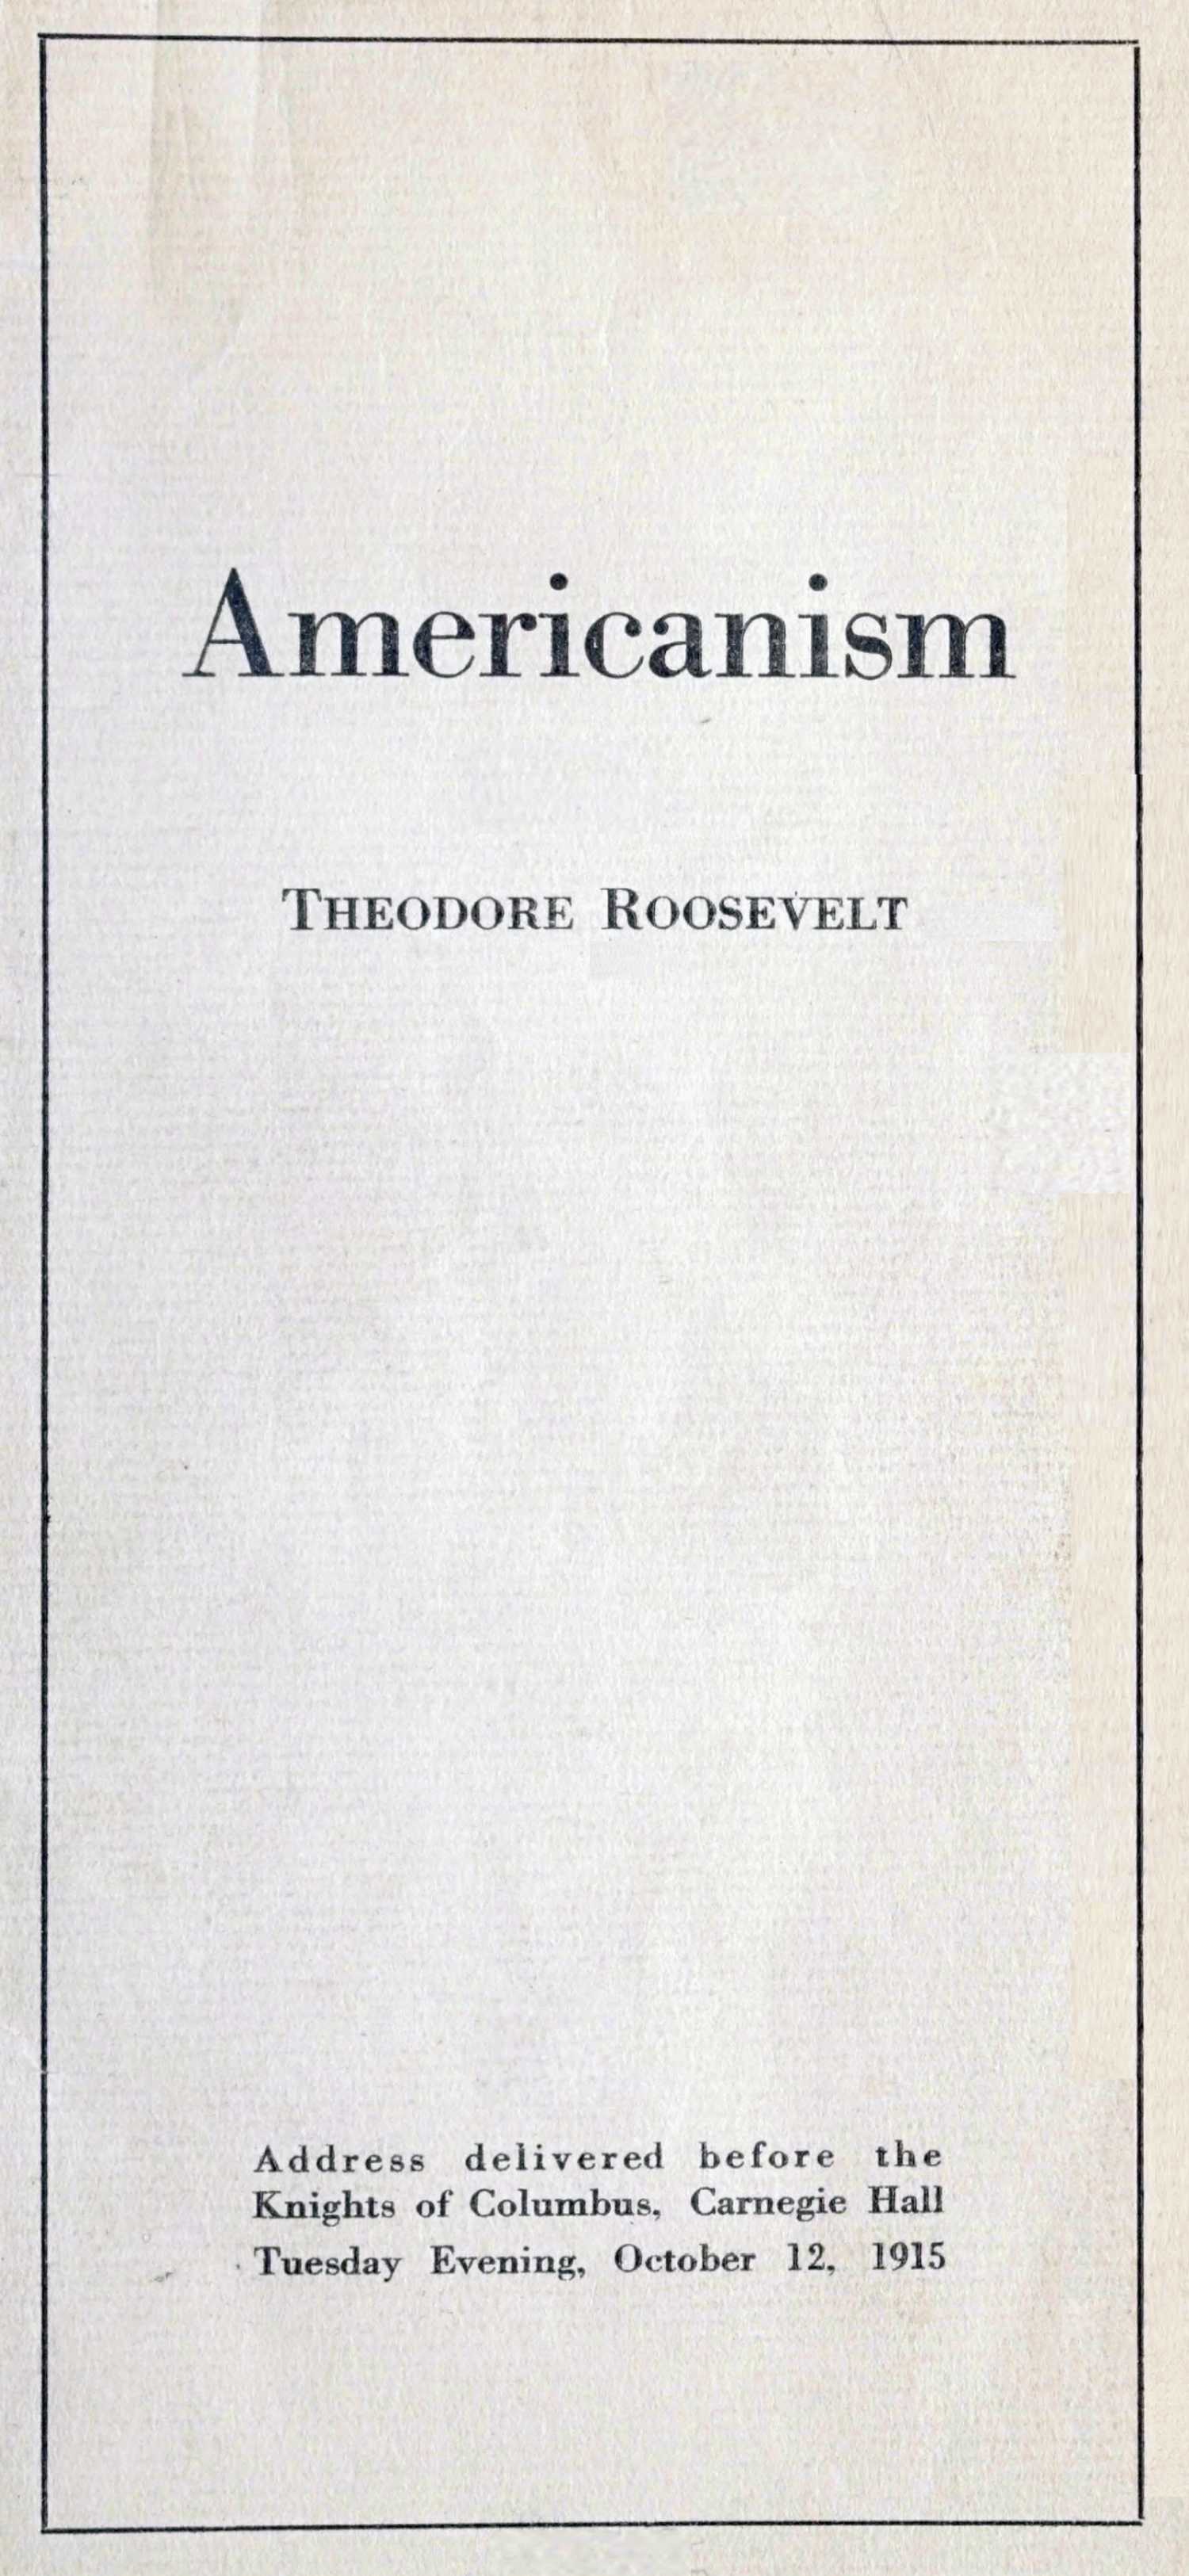 Americanism
THEODORE ROOSEVELT
Address delivered before the
Knights of Columbus, Carnegie Hall
Tuesday Evening, October 12, 1915